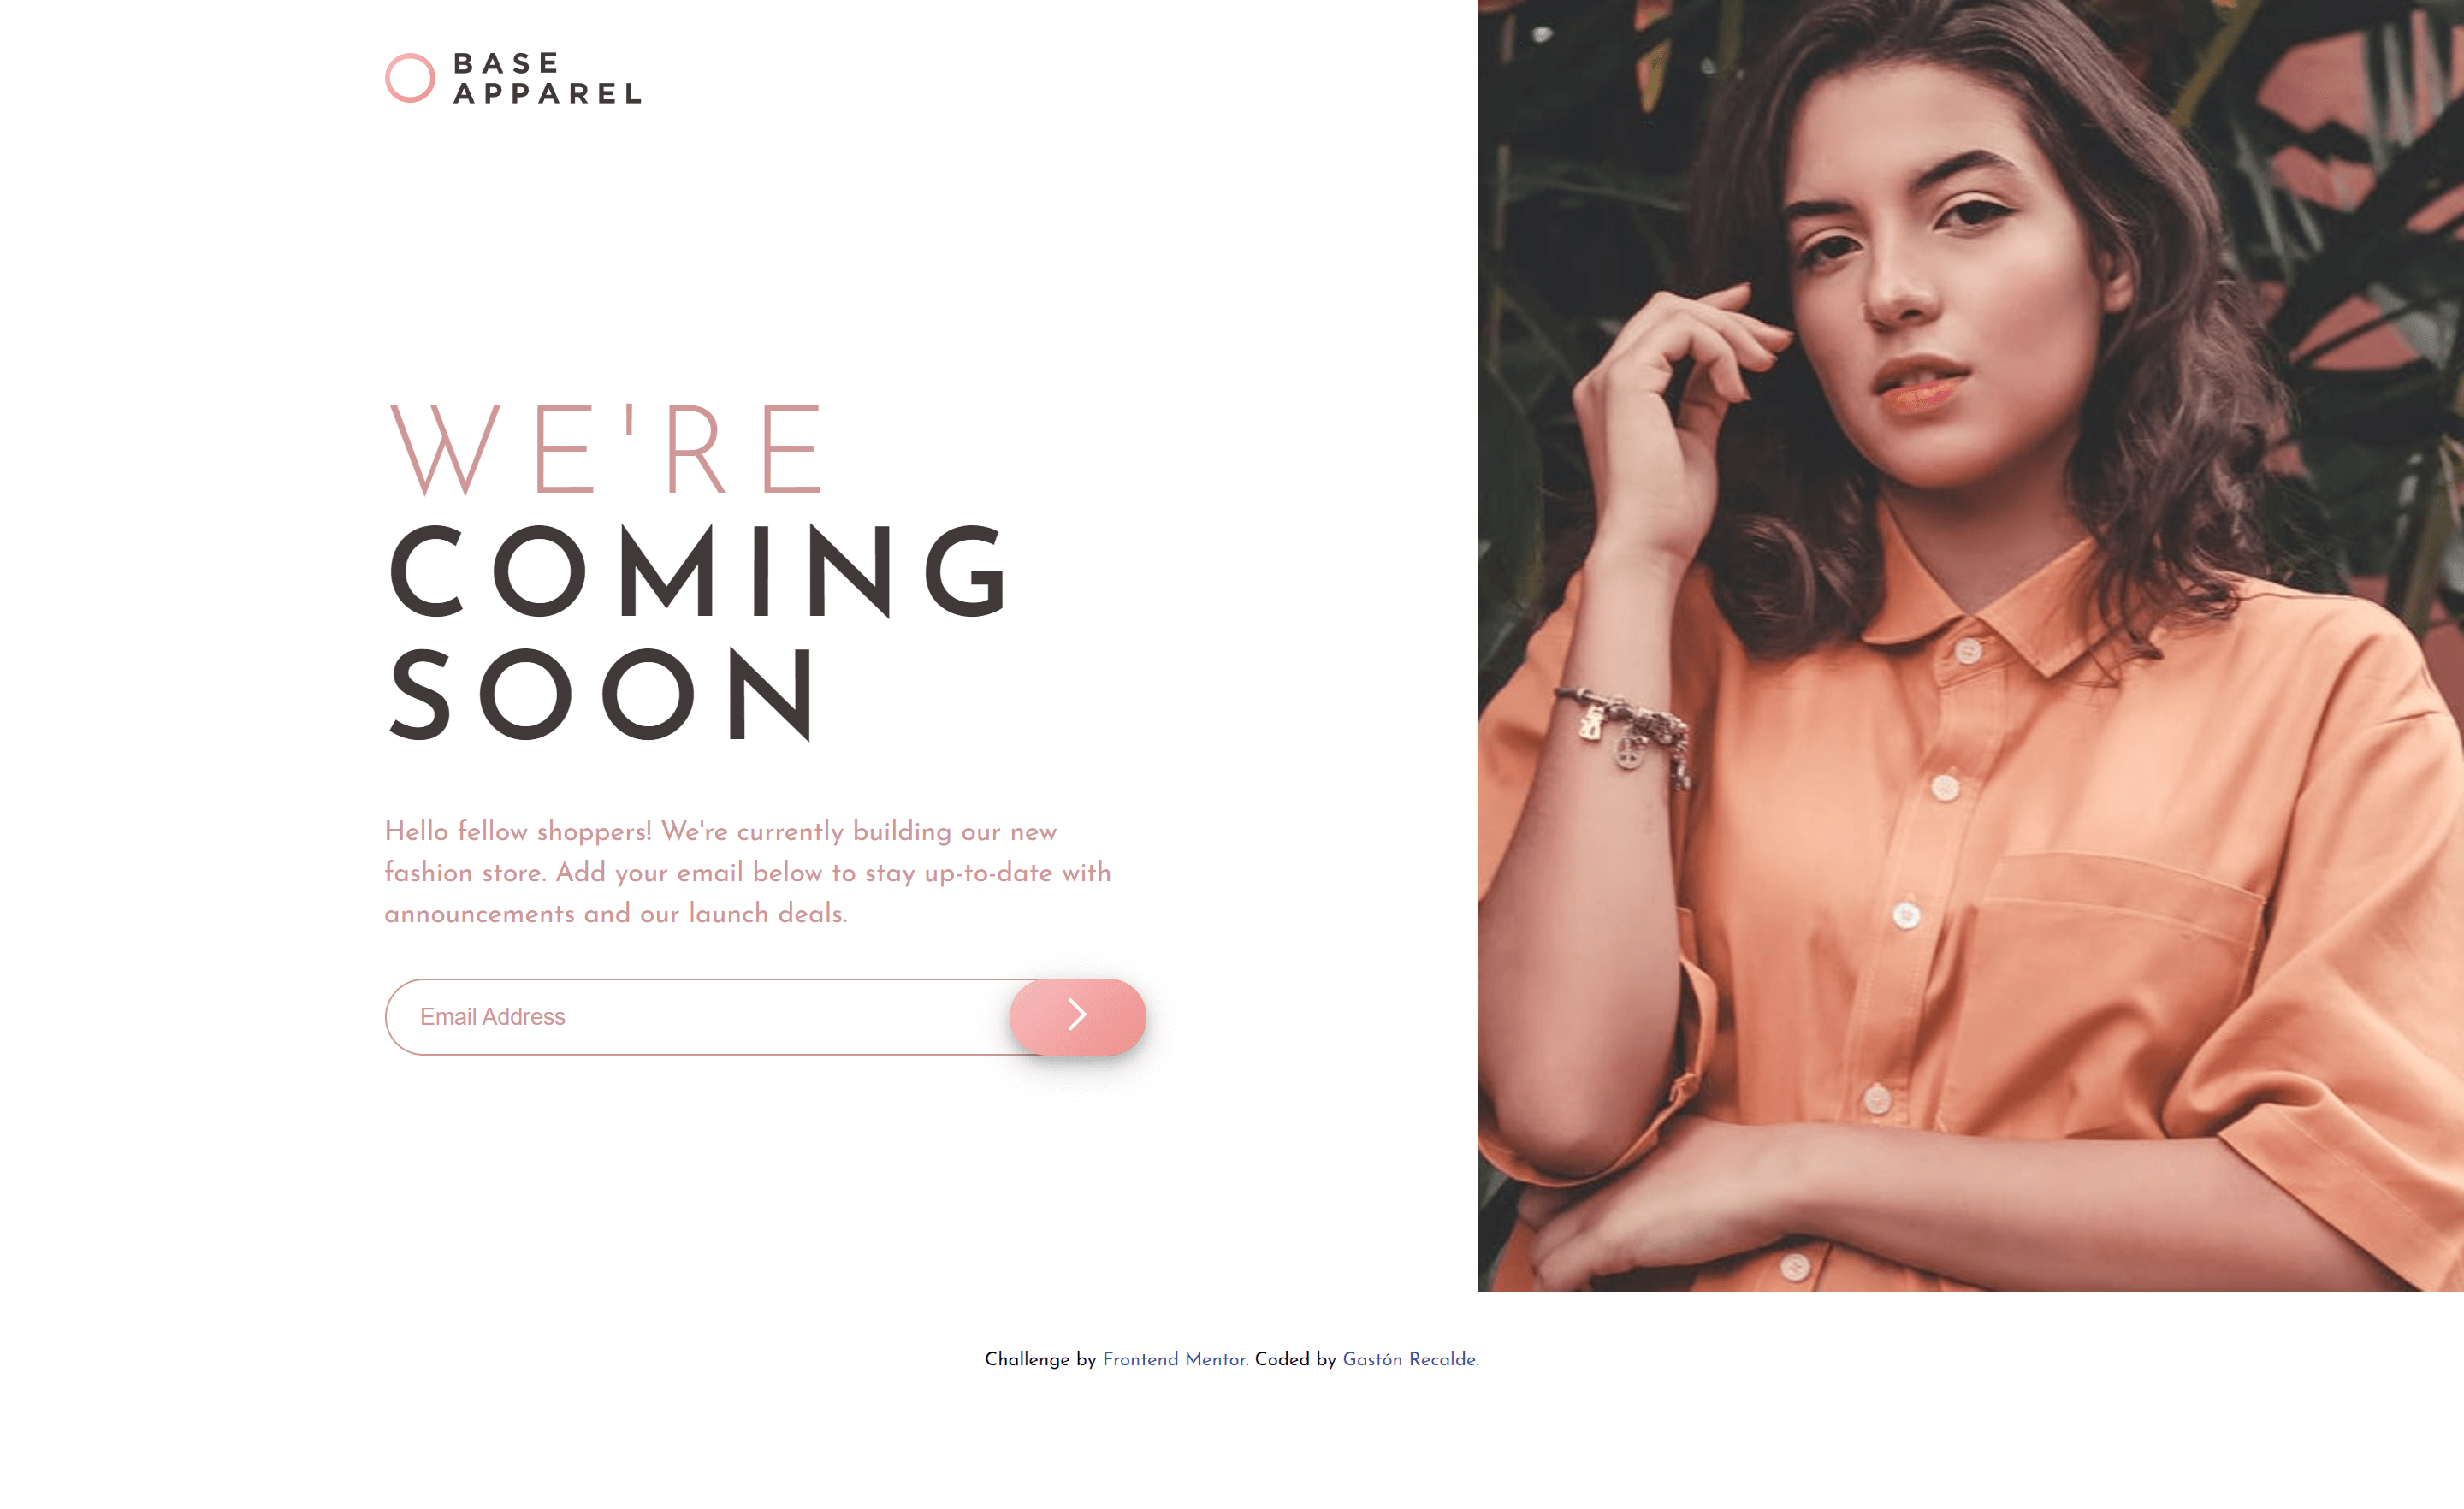 BASE
APPAREL
WE'RE
COMING
SOON
Hello fellow shoppers! We're currently building our new
fashion store. Add your email below to stay up-to-date with
announcements and our launch deals.
Email Address
Challenge by Frontend Mentor. Coded by Gastón Recalde.